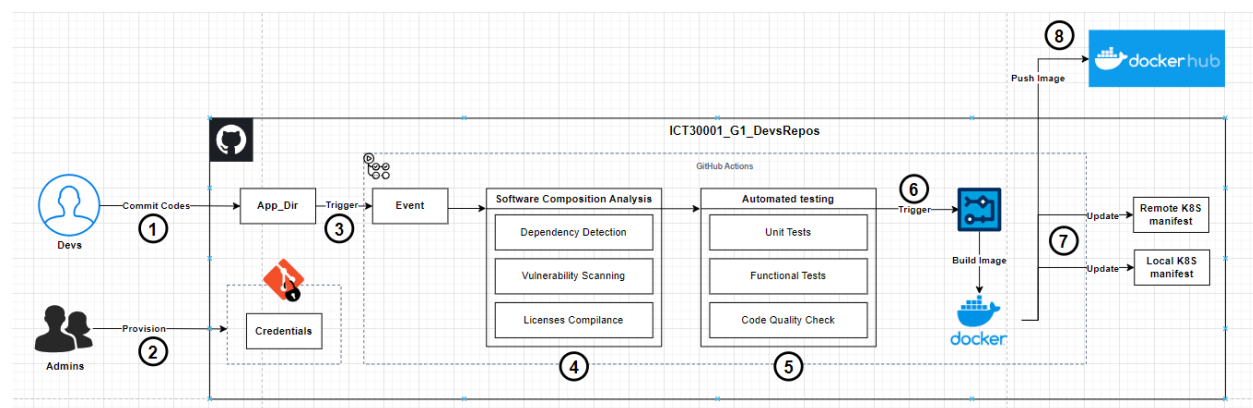 8
dockerhub
Push Image
ICT30001_G1_DevsRepos
GitHub Actions
Devs
Commit Codes
1
App_Dir
Trigger
3
Event
Software Composition Analysis
Dependency Detection
Vulnerability Scanning
Licenses Compilance
4
Automated testing
Unit Tests
Functional Tests
Code Quality Check
5
6
Trigger
Build Image
docker
7
Update
Remote K8S
manifest
Update
Local K8S
manifest
Admins
Provision
2
Credentials